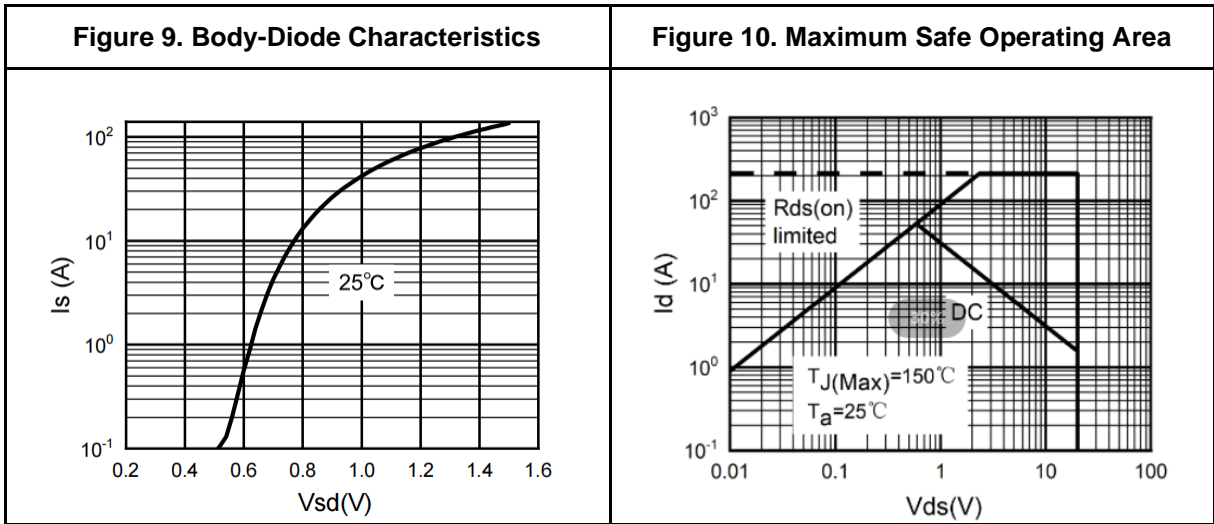 Figure 9. Body-Diode Characteristics
Figure 10. Maximum Safe Operating Area
10²
10¹
10⁰
10⁻¹
Is (A)
25℃
0.2 0.4 0.6 0.8 1.0 1.2 1.4 1.6
Vsd(V)
10³
10²
10¹
10⁰
10⁻¹
Id (A)
Rds(on)
limited
DC
TJ(Max)=150℃
Ta=25℃
0.01 0.1 1 10 100
Vds(V)